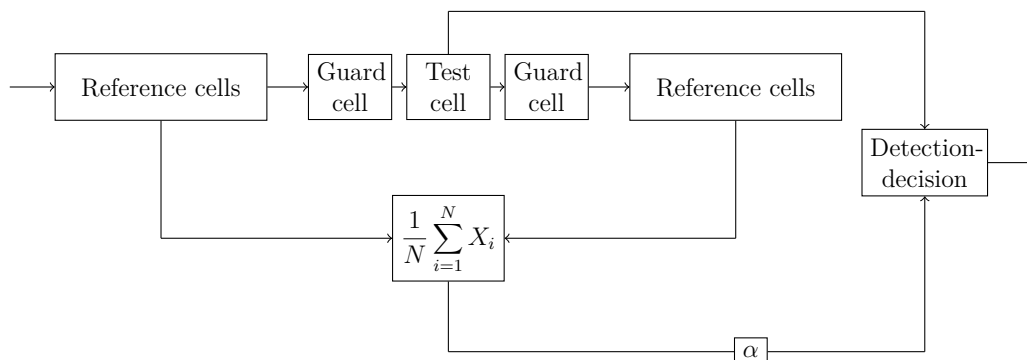 Reference cells
Guard
cell
Test
cell
Guard
cell
Reference cells
Detection-
decision
$\frac{1}{N}\sum_{i=1}^{N} X_i$
α